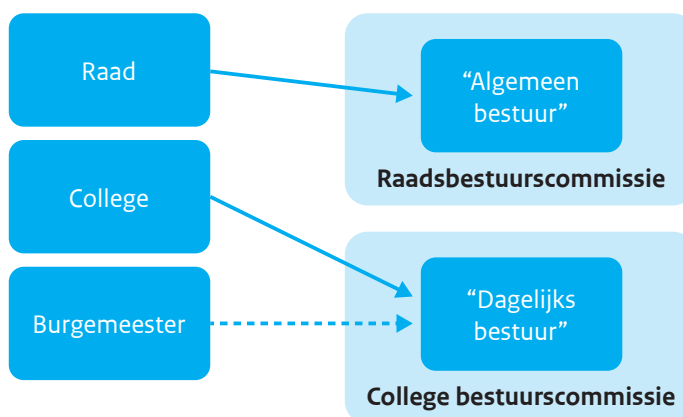 Raad
“Algemeen
bestuur”
Raadsbestuurscommissie
College
Burgemeester
“Dagelijks
bestuur”
College bestuurscommissie